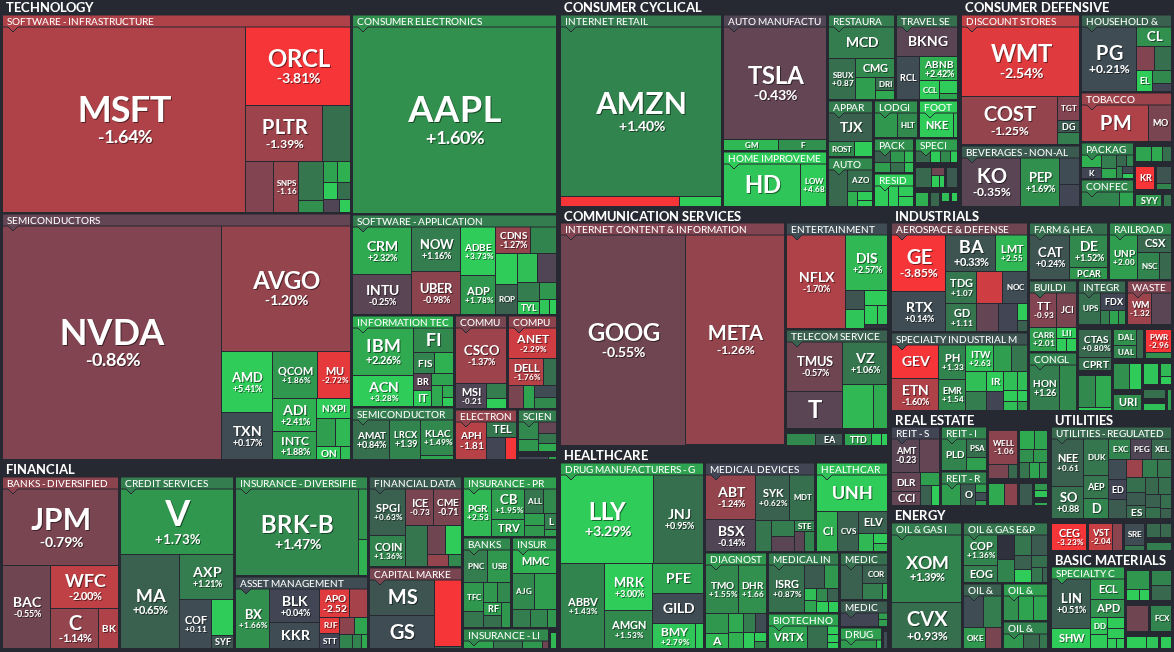 TECHNOLOGY
SOFTWARE - INFRASTRUCTURE
MSFT
-1.64%
ORCL
-3.81%
PLTR
-1.39%
SNPS
-1.16
CONSUMER ELECTRONICS
AAPL
+1.60%
SEMICONDUCTORS
NVDA
-0.86%
AVGO
-1.20%
AMD
+5.41%
QCOM
+1.86%
MU
-2.72%
ADI
+2.41%
NXPI
TXN
+0.17%
INTC
+1.88%
ON
SOFTWARE - APPLICATION
CRM
+2.32%
NOW
+1.16%
ADBE
+3.73%
CDNS
-1.27%
INTU
-0.25%
UBER
-0.98%
ADP
+1.78%
ROP
TYL
INFORMATION TEC
IBM
+2.26%
FI
FIS
ACN
+3.28%
BR
IT
COMMU
CSCO
-1.37%
MSI
-0.21
COMPU
ANET
-2.29%
DELL
-1.76%
SEMICONDUCTOR
AMAT
+0.84%
LRCX
+1.39
KLAC
+1.49%
ELECTRON
APH
-1.81
TEL
SCIEN
CONSUMER CYCLICAL
INTERNET RETAIL
AMZN
+1.40%
AUTO MANUFACTU
TSLA
-0.43%
GM
F
HOME IMPROVEME
HD
LOW
+4.68
RESTAURA
MCD
SBUX
+0.87
CMG
DRI
TRAVEL SE
BKNG
RCL
ABNB
+2.42%
CCL
APPAR
TJX
ROST
LODGI
HLT
FOOT
NKE
PACK
SPECI
AUTO
AZO
RESID
CONSUMER DEFENSIVE
DISCOUNT STORES
WMT
-2.54%
COST
-1.25%
TGT
DG
HOUSEHOLD &
PG
+0.21%
CL
EL
TOBACCO
PM
MO
BEVERAGES - NON-AL
KO
-0.35%
PEP
+1.69%
PACKAG
K
KR
CONFEC
SYY
COMMUNICATION SERVICES
INTERNET CONTENT & INFORMATION
GOOG
-0.55%
META
-1.26%
ENTERTAINMENT
NFLX
-1.70%
DIS
+2.57%
TELECOM SERVICE
TMUS
-0.57%
VZ
+1.06%
T
EA
TTD
INDUSTRIALS
AEROSPACE & DEFENSE
GE
-3.85%
BA
+0.33%
LMT
+2.55
RTX
+0.14%
TDG
+1.07
GD
+1.11
NOC
FARM & HEA
CAT
+0.24%
DE
+1.52%
PCAR
RAILROAD
UNP
+2.00
CSX
NSC
BUILDI
TT
-0.93
JCI
CARR
+2.01
LII
INTEGR
UPS
FDX
WASTE
WM
-1.32
SPECIALTY INDUSTRIAL M
GEV
PH
+1.33
ITW
+2.63
ETN
-1.60%
EMR
+1.54
IR
CTAS
+0.80%
CPRT
DAL
UAL
PWR
-2.96
CONGL
HON
+1.26
URI
FINANCIAL
BANKS - DIVERSIFIED
JPM
-0.79%
BAC
-0.55%
WFC
-2.00%
C
-1.14%
BK
CREDIT SERVICES
V
+1.73%
MA
+0.65%
AXP
+1.21%
COF
+0.11
SYF
INSURANCE - DIVERSIFIE
BRK-B
+1.47%
ASSET MANAGEMENT
BX
+1.66%
BLK
+0.04%
KKR
APO
-2.52
RJF
STT
FINANCIAL DATA
SPGI
+0.63%
ICE
-0.73
CME
-0.71
COIN
+1.56%
CAPITAL MARKE
MS
GS
INSURANCE - PR
PGR
+2.53
CB
+1.95%
ALL
TRV
L
BANKS
PNC
USB
TFC
RF
INSUR
MMC
AJG
INSURANCE - LI
HEALTHCARE
DRUG MANUFACTURERS - G
LLY
+3.29%
JNJ
+0.95%
ABBV
+1.43%
MRK
+3.00%
PFE
AMGN
+1.53%
GILD
BMY
+2.79%
MEDICAL DEVICES
ABT
-1.24%
SYK
+0.62%
MDT
BSX
-0.14%
STE
HEALTHCAR
UNH
CI
CVS
ELV
DIAGNOST
TMO
+1.55%
DHR
+1.66
A
MEDICAL IN
ISRG
+0.87%
MEDIC
COR
MEDIC
BIOTECHNO
VRTX
DRUG
REAL ESTATE
REIT - S
AMT
-0.23
DLR
CCI
REIT - I
PLD
PSA
WELL
-1.06
REIT - R
O
UTILITIES
UTILITIES - REGULATED
NEE
+0.61
DUK
EXC
PEG
XEL
SO
+0.88
AEP
ED
D
ES
CEG
-3.23%
VST
-2.04
SRE
ENERGY
OIL & GAS I
XOM
+1.39%
CVX
+0.93%
OIL & GAS E&P
COP
+1.36%
EOG
OIL &
OKE
OIL &
OIL &
BASIC MATERIALS
SPECIALTY C
LIN
+0.51%
ECL
APD
DD
SHW
FCX